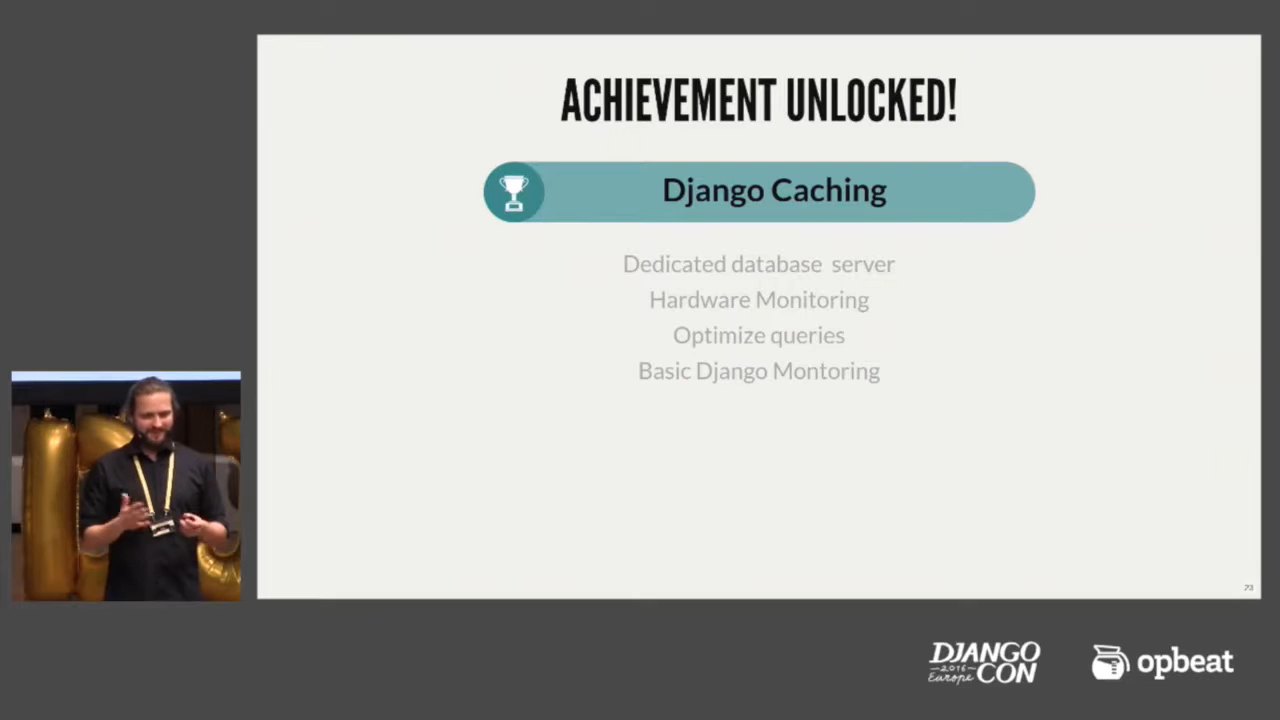 ACHIEVEMENT UNLOCKED!
Django Caching
Dedicated database server
Hardware Monitoring
Optimize queries
Basic Django Montoring
73
DJANGO
2016
Europe CON
opbeat